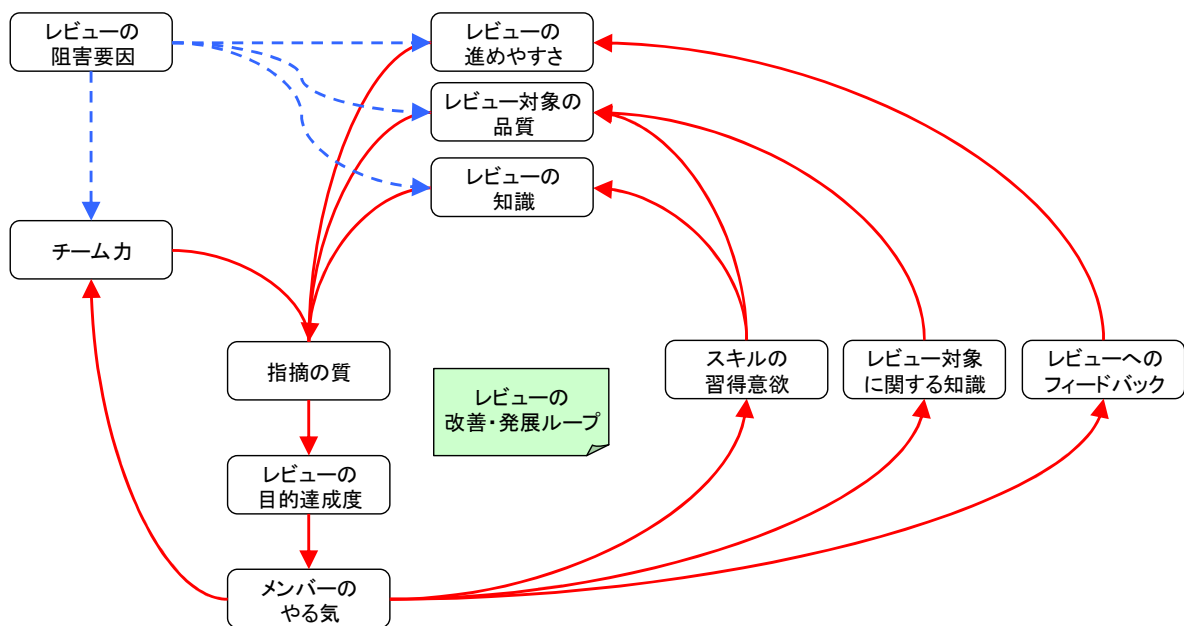 レビューの
阻害要因
レビューの
進めやすさ
レビュー対象の
品質
レビューの
知識
チーム力
指摘の質
レビューの
改善・発展ループ
スキルの
習得意欲
レビュー対象
に関する知識
レビューへの
フィードバック
レビューの
目的達成度
メンバーの
やる気